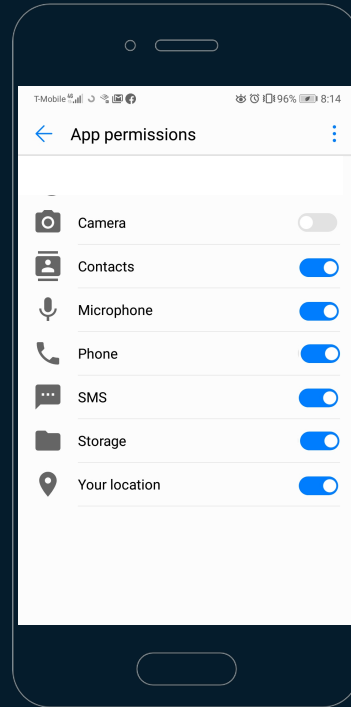 T-Mobile 96% 8:14
App permissions
Camera
Contacts
Microphone
Phone
SMS
Storage
Your location